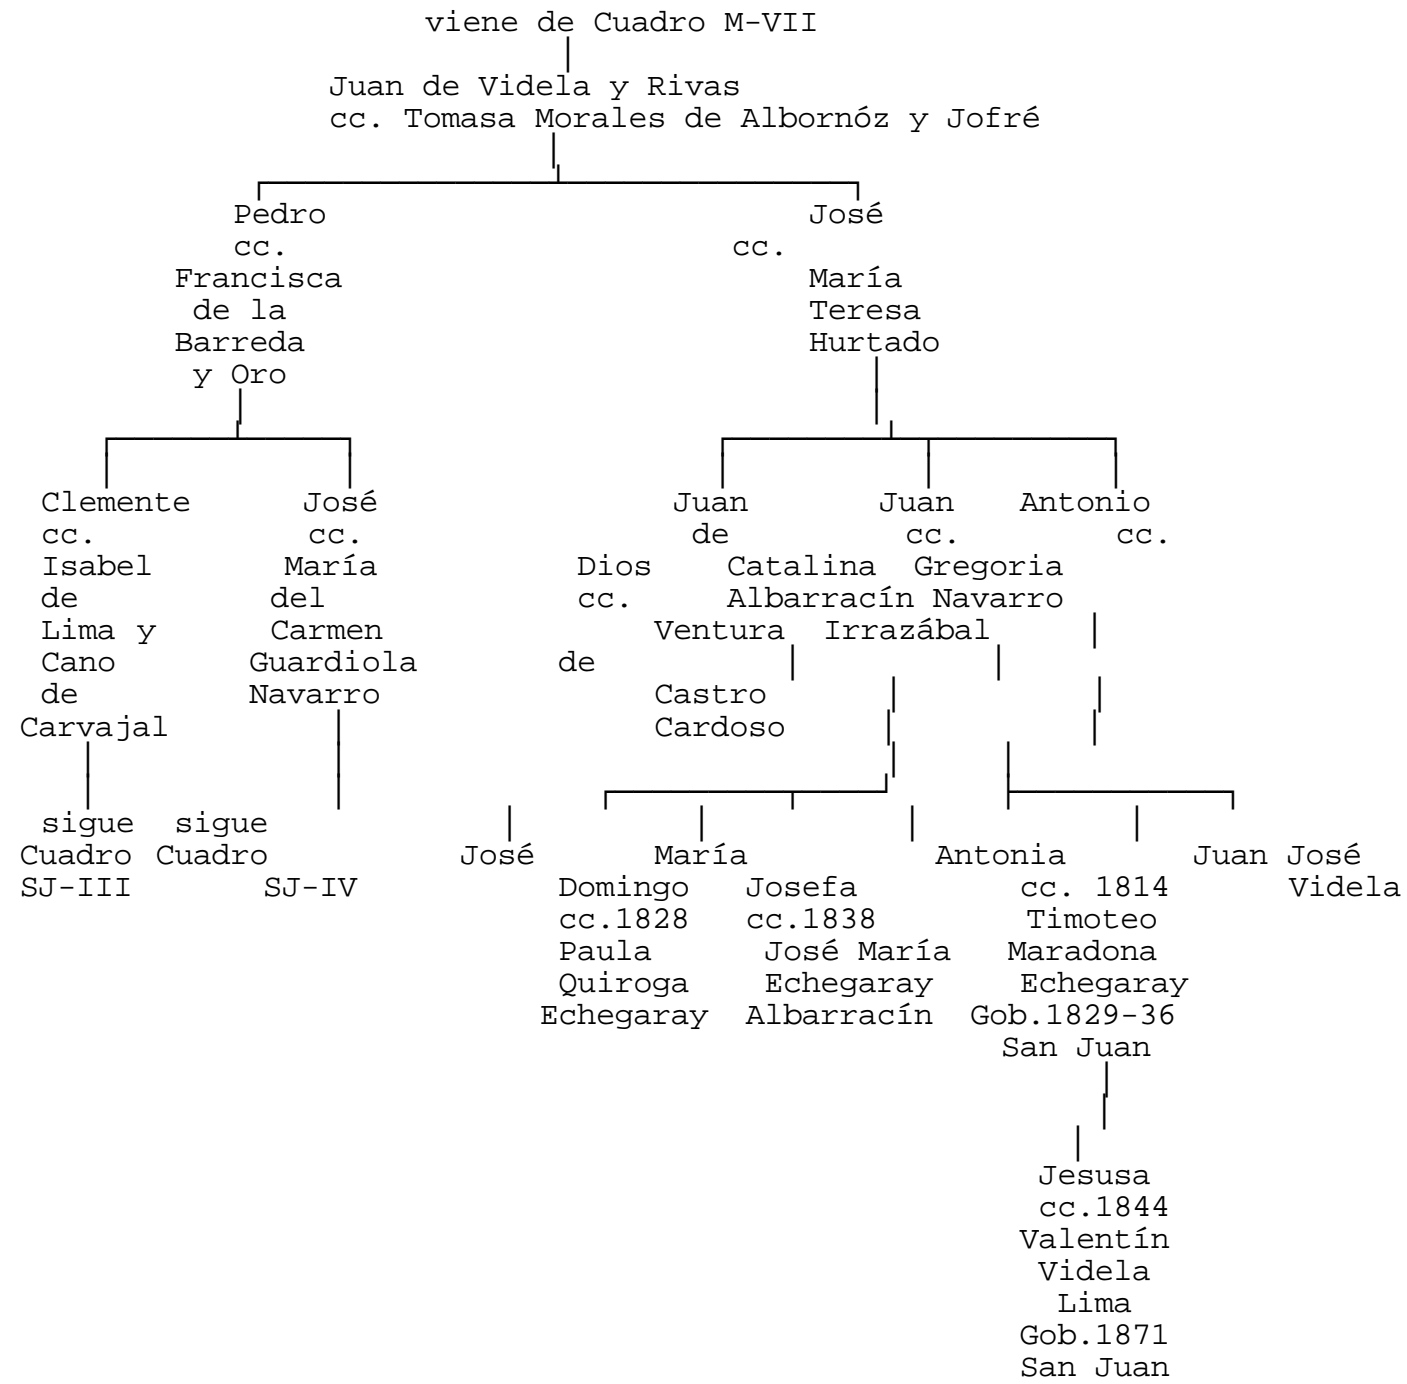 viene de Cuadro M-VII
Juan de Videla y Rivas
cc. Tomasa Morales de Albornóz y Jofré
Pedro José
cc. cc.
Francisca María
de la Teresa
Barreda Hurtado
y Oro
Clemente José Juan Juan Antonio
cc. cc. de cc. cc.
Isabel María Dios Catalina Gregoria
de del cc. Albarracín Navarro
Lima y Carmen Ventura Irrazábal
Cano Guardiola de
de Navarro Castro
Carvajal Cardoso
sigue sigue
Cuadro Cuadro José María Antonia Juan José
SJ-III SJ-IV Domingo Josefa cc. 1814 Videla
cc.1828 cc.1838 Timoteo
Paula José María Maradona
Quiroga Echegaray Echegaray
Echegaray Albarracín Gob.1829-36
San Juan
Jesusa
cc.1844
Valentín
Videla
Lima
Gob.1871
San Juan